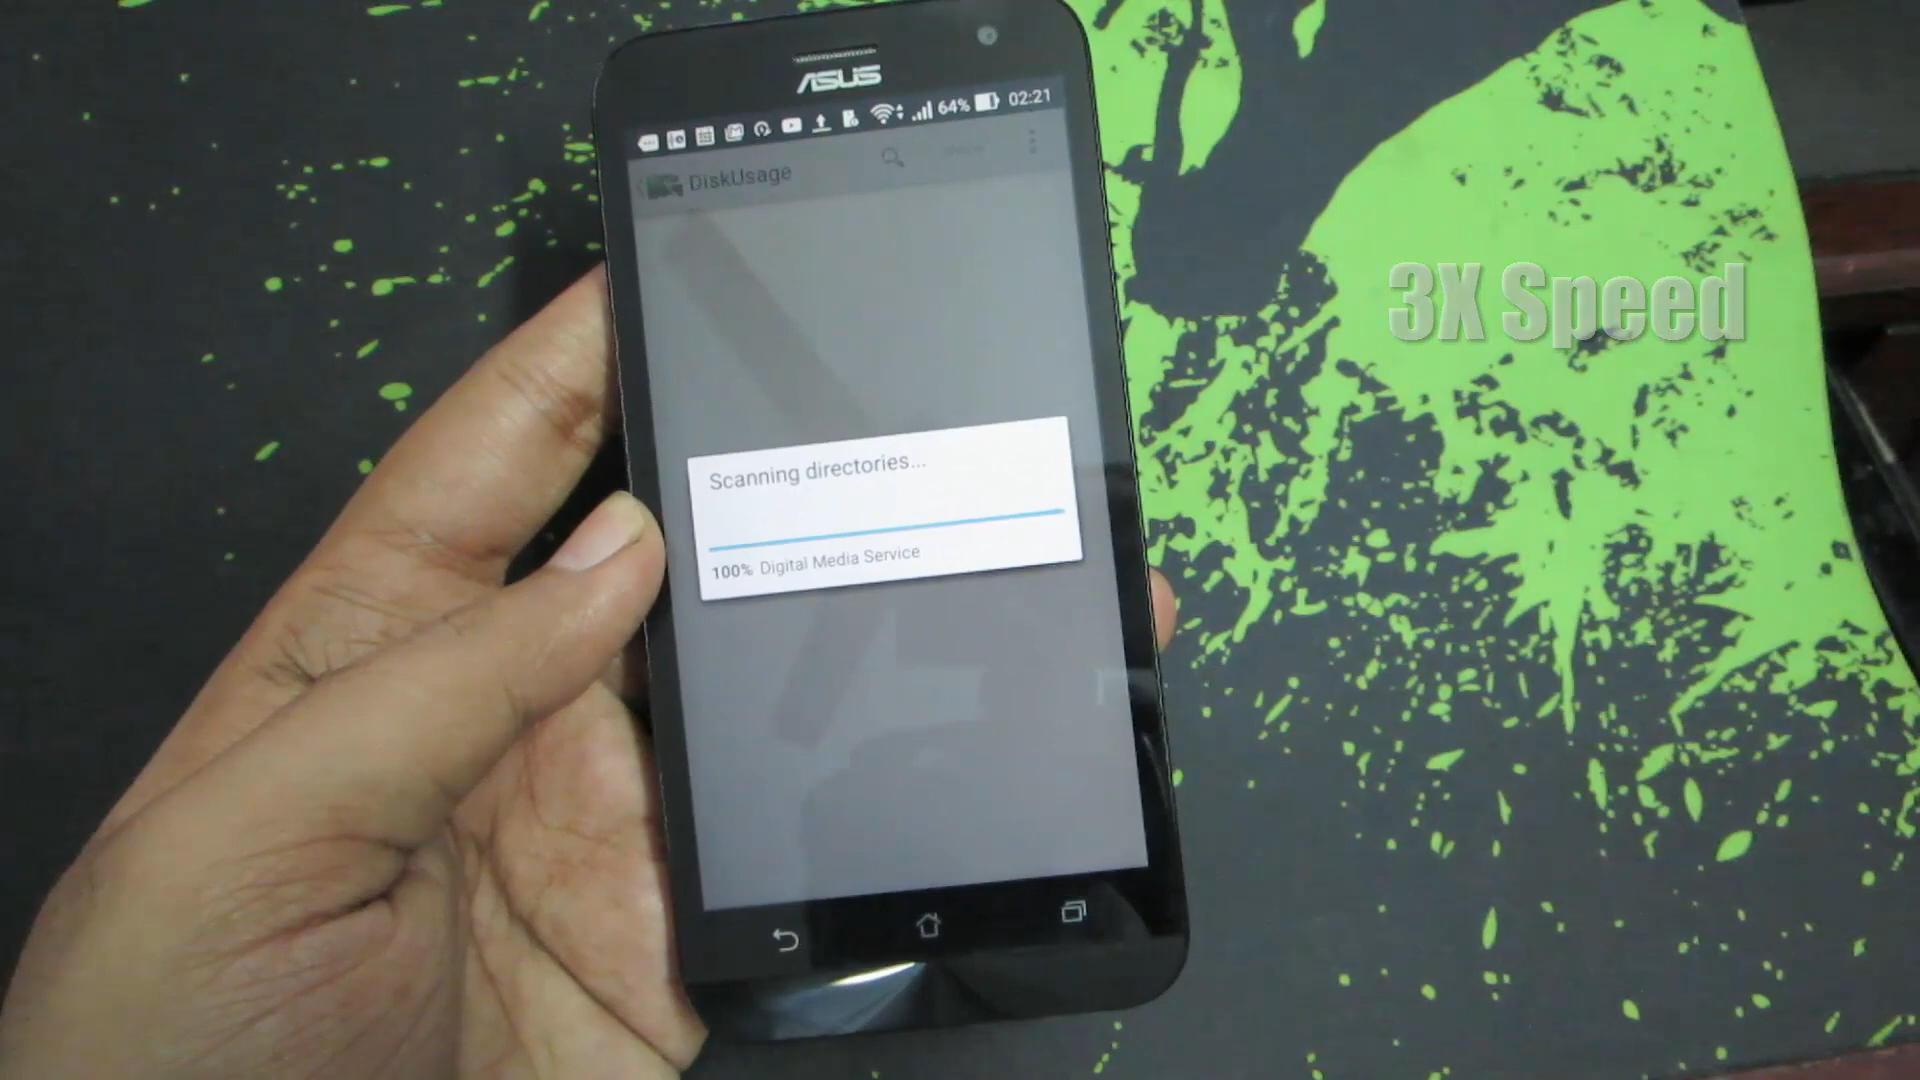 ASUS
64% 02:21
DiskUsage
3X Speed
Scanning directories...
100% Digital Media Service